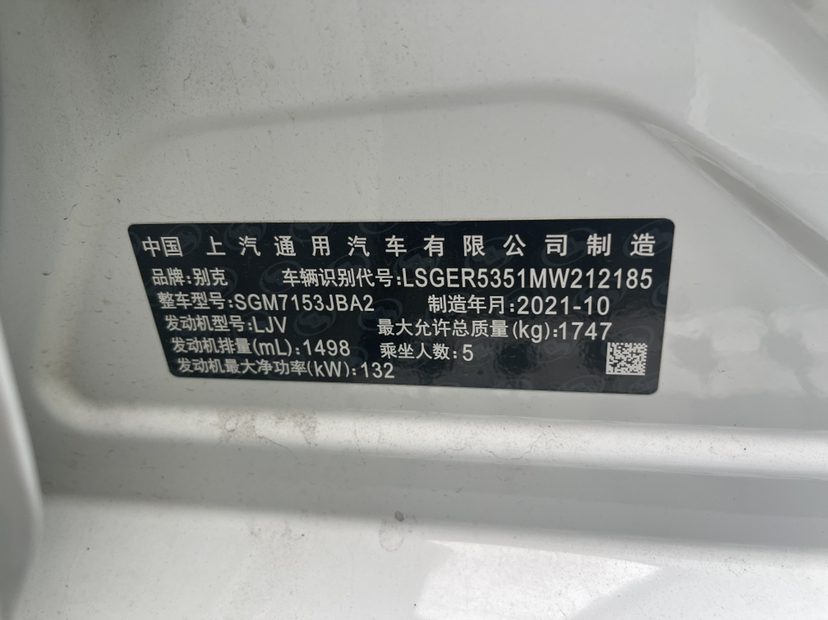 中国 上汽通用汽车有限公司制造
品牌:别克 车辆识别代号:LSGER5351MW212185
整车型号:SGM7153JBA2 制造年月:2021-10
发动机型号:LJV 最大允许总质量(kg):1747
发动机排量(mL):1498 乘坐人数:5
发动机最大净功率(kW):132